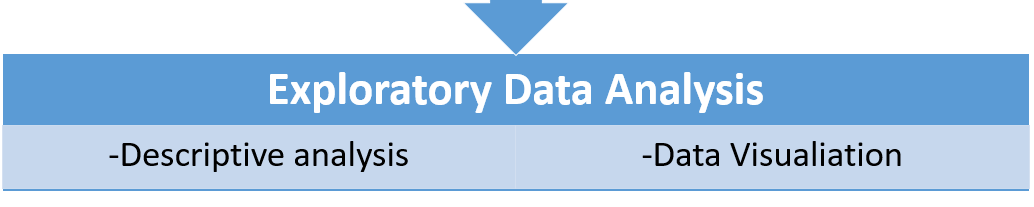 Exploratory Data Analysis
-Descriptive analysis
-Data Visualiation